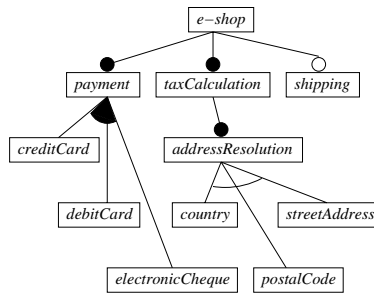 e−shop
payment
taxCalculation
shipping
creditCard
addressResolution
debitCard
country
streetAddress
electronicCheque
postalCode